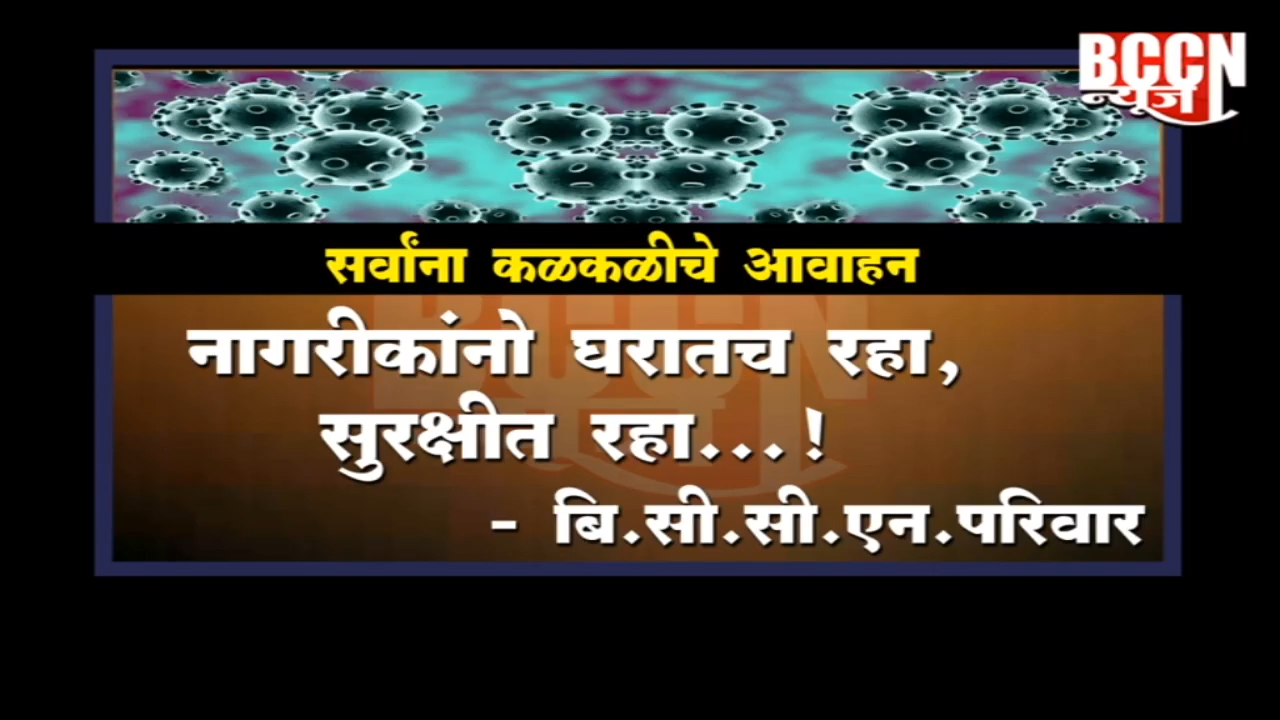 BCCN
न्यूज
सर्वांना कळकळीचे आवाहन
नागरीकांनो घरातच रहा,
सुरक्षीत रहा...!
- बि.सी.सी.एन.परिवार